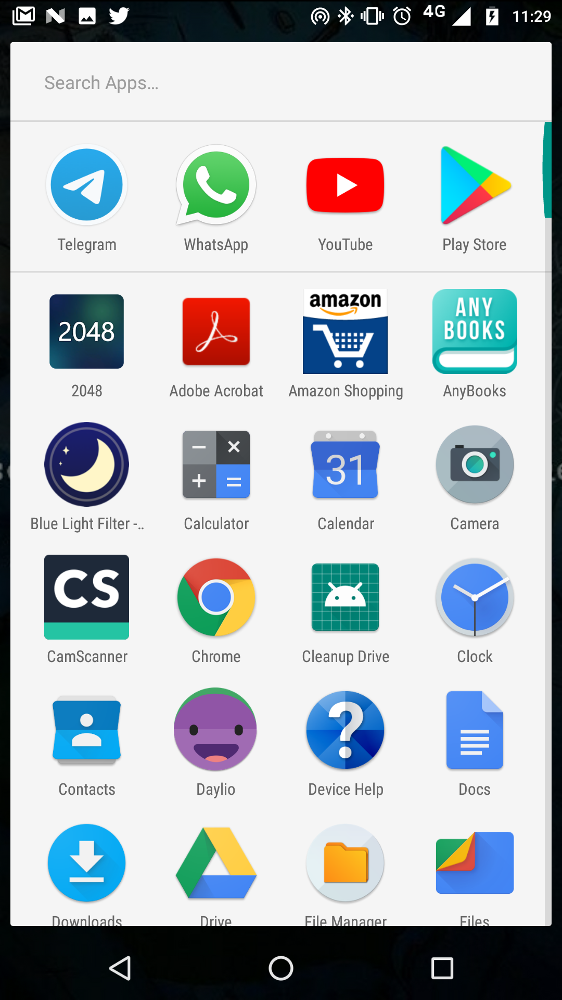 4G 11:29
Search Apps...
Telegram WhatsApp YouTube Play Store
2048 amazon ANY
BOOKS
2048 Adobe Acrobat Amazon Shopping AnyBooks
31
Blue Light Filter -.. Calculator Calendar Camera
CS
CamScanner Chrome Cleanup Drive Clock
Contacts Daylio Device Help Docs
Downloads Drive File Manager Files